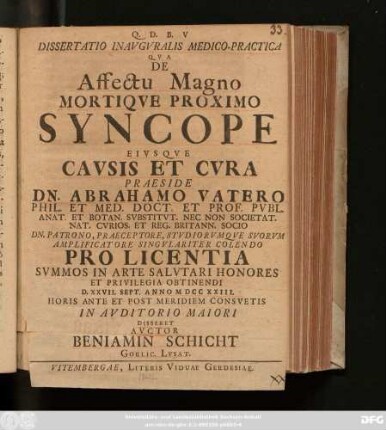 33.
Q. D. B. V
DISSERTATIO INAVGVRALIS MEDICO-PRACTICA
QVA
DE
Affectu Magno
MORTIQVE PROXIMO
SYNCOPE
EIVSQVE
CAVSIS ET CVRA
PRAESIDE
DN. ABRAHAMO VATERO
PHIL. ET MED. DOCT. ET PROF. PVBL.
ANAT. ET BOTAN. SVBSTITVT. NEC NON SOCIETAT.
NAT. CVRIOS. ET REG. BRITANN. SOCIO
DN. PATRONO, PRAECEPTORE, STVDIORVMQVE SVORVM
AMPLIFICATORE SINGVLARITER COLENDO
PRO LICENTIA
SVMMOS IN ARTE SALVTARI HONORES
ET PRIVILEGIA OBTINENDI
D. XXVII. SEPT. ANNO MDCCXXIII.
HORIS ANTE ET POST MERIDIEM CONSVETIS
IN AVDITORIO MAIORI
DISSERET
AVCTOR
BENIAMIN SCHICHT
GORLIC. LVSAT.
VITEMBERGAE, LITERIS VIDVAE GERDESIAE.
DFG